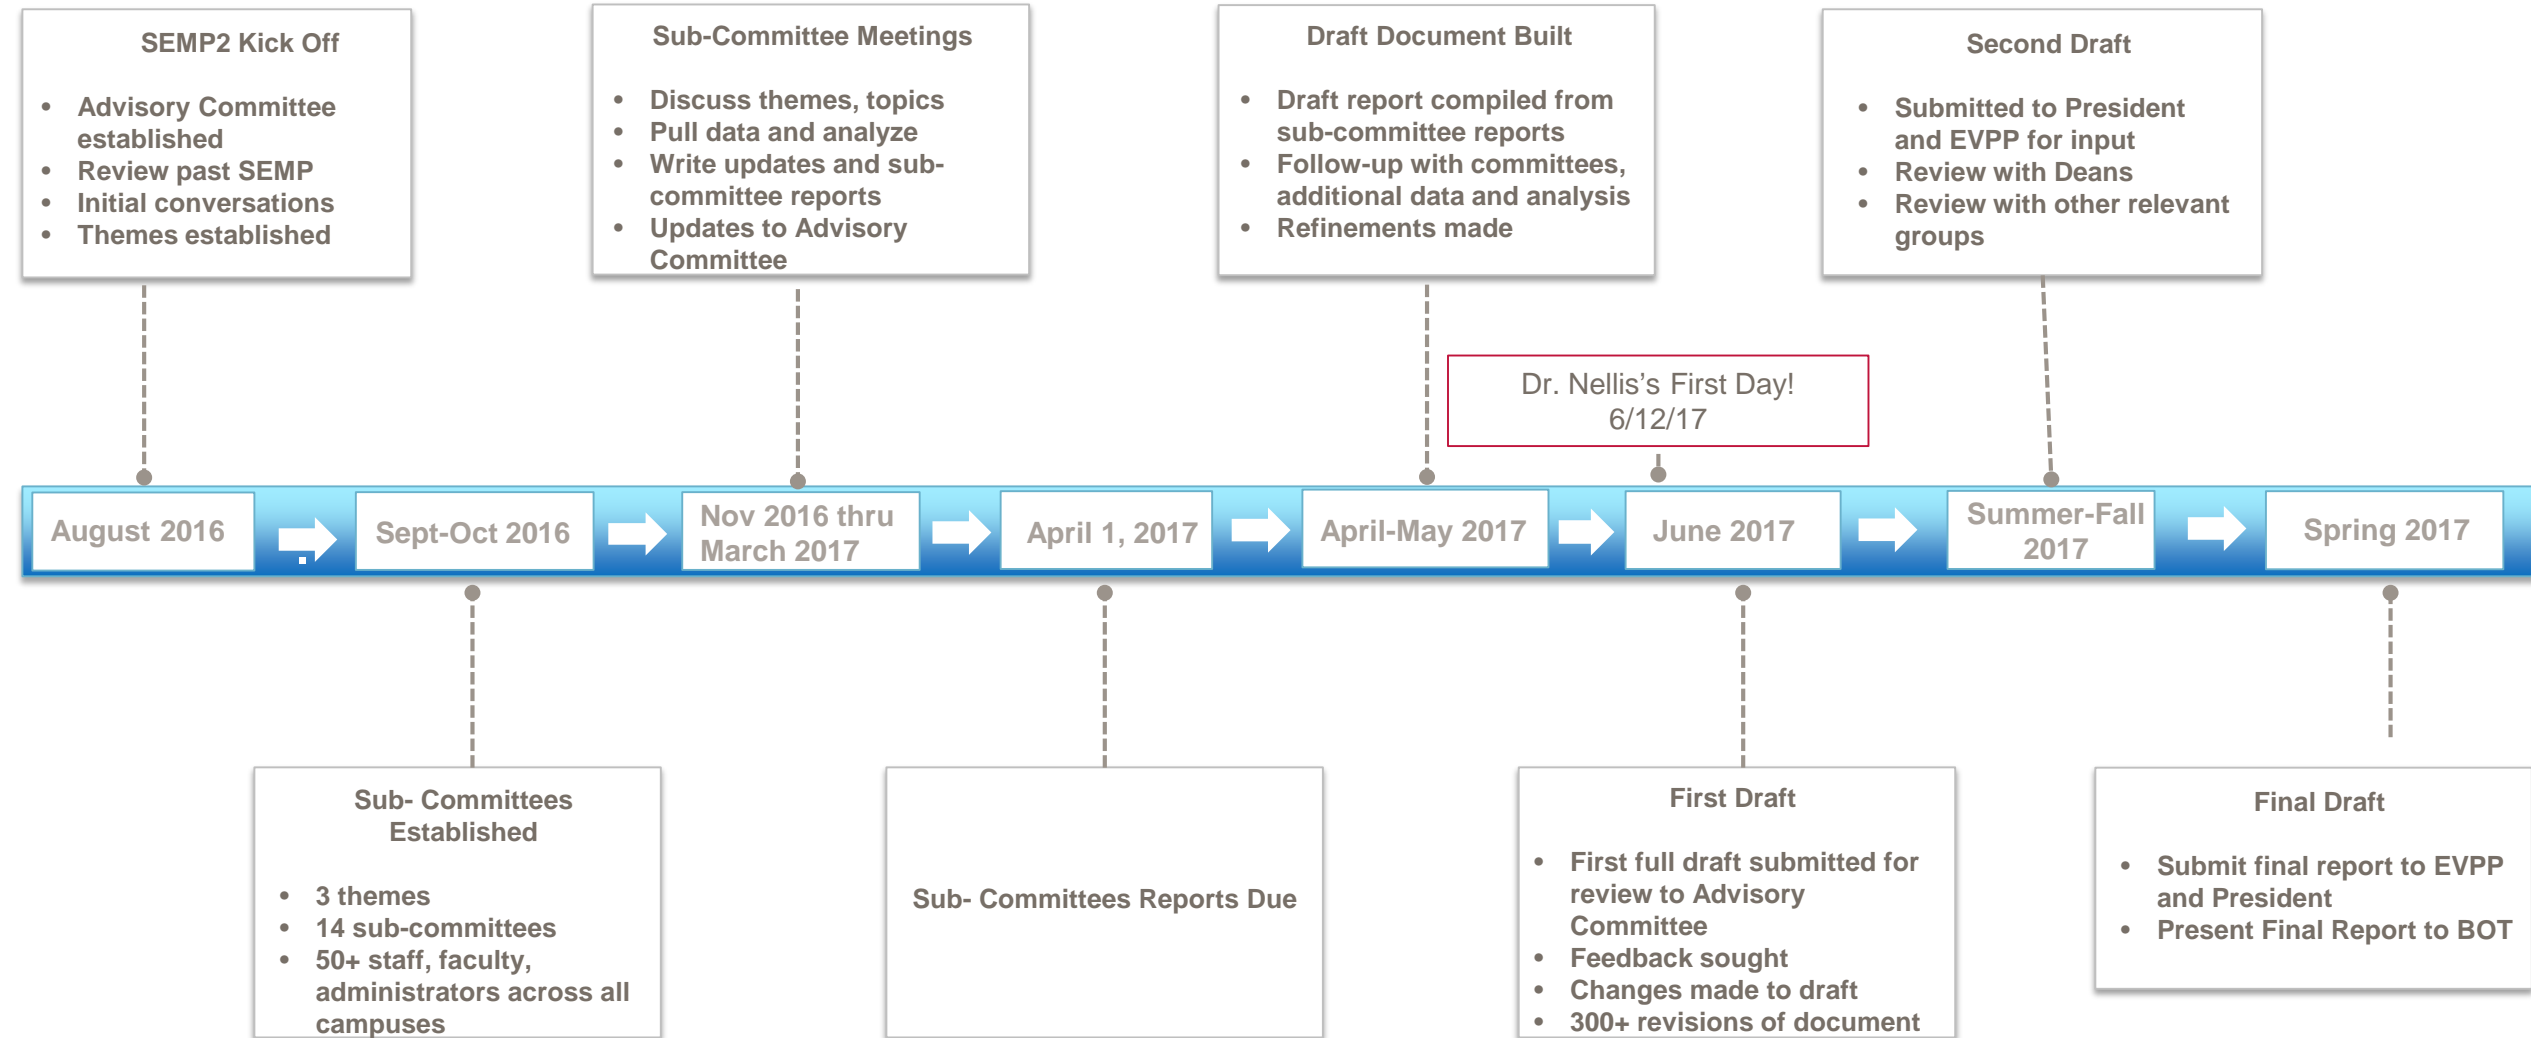 SEMP2 Kick Off
• Advisory Committee
established
• Review past SEMP
• Initial conversations
• Themes established
Sub-Committee Meetings
• Discuss themes, topics
• Pull data and analyze
• Write updates and sub-
committee reports
• Updates to Advisory
Committee
Draft Document Built
• Draft report compiled from
sub-committee reports
• Follow-up with committees,
additional data and analysis
• Refinements made
Second Draft
• Submitted to President
and EVPP for input
• Review with Deans
• Review with other relevant
groups
Dr. Nellis’s First Day!
6/12/17
August 2016
Sept-Oct 2016
Nov 2016 thru
March 2017
April 1, 2017
April-May 2017
June 2017
Summer-Fall
2017
Spring 2017
Sub- Committees
Established
• 3 themes
• 14 sub-committees
• 50+ staff, faculty,
administrators across all
campuses
Sub- Committees Reports Due
First Draft
• First full draft submitted for
review to Advisory
Committee
• Feedback sought
• Changes made to draft
• 300+ revisions of document
Final Draft
• Submit final report to EVPP
and President
• Present Final Report to BOT